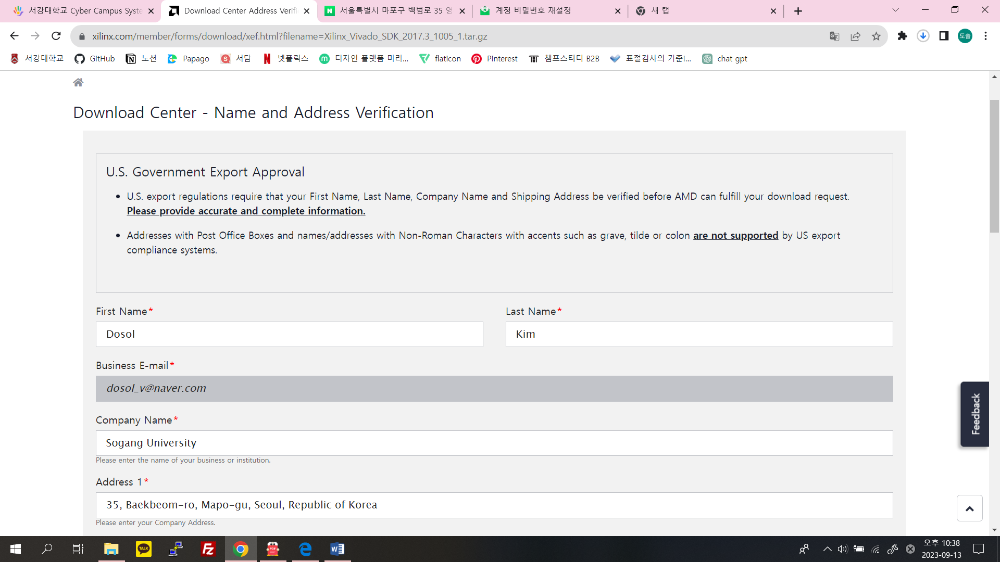 서강대학교 Cyber Campus Syste
Download Center Address Verifi
서울특별시 마포구 백범로 35 영
계정 비밀번호 재설정
새 탭
xilinx.com/member/forms/download/xef.html?filename=Xilinx_Vivado_SDK_2017.3_1005_1.tar.gz
도솔
서강대학교
GitHub
노션
Papago
서담
넷플릭스
디자인 플랫폼 미리...
flaticon
Pinterest
챔프스터디 B2B
표절검사의 기준!...
chat gpt
Download Center - Name and Address Verification
U.S. Government Export Approval
U.S. export regulations require that your First Name, Last Name, Company Name and Shipping Address be verified before AMD can fulfill your download request.
Please provide accurate and complete information.
Addresses with Post Office Boxes and names/addresses with Non-Roman Characters with accents such as grave, tilde or colon are not supported by US export
compliance systems.
First Name*
Last Name*
Dosol
Kim
Business E-mail*
dosol_v@naver.com
Company Name*
Sogang University
Please enter the name of your business or institution.
Address 1*
35, Baekbeom-ro, Mapo-gu, Seoul, Republic of Korea
Please enter your Company Address.
Feedback
TALK
PDF
오후 10:38
2023-09-13